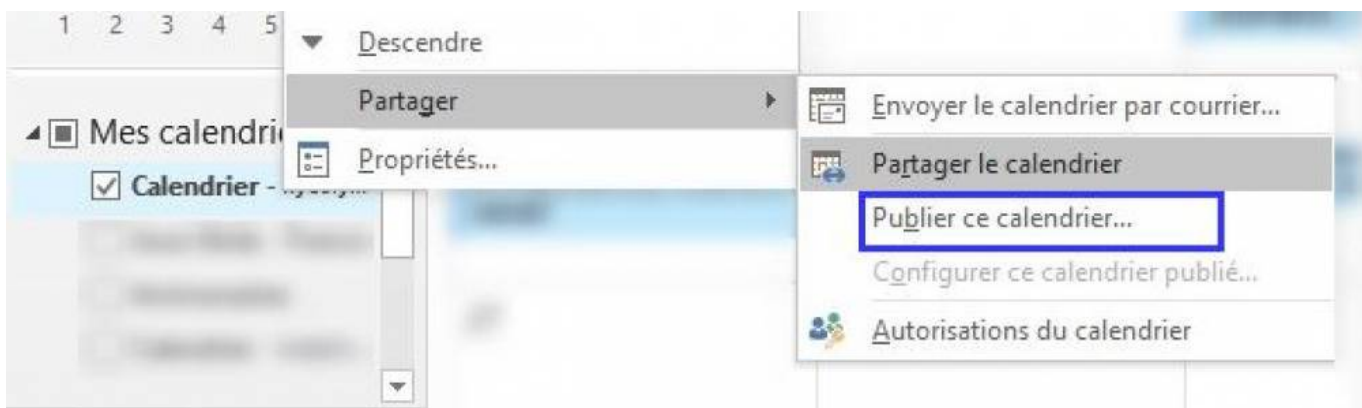 1 2 3 4 5
Descendre
Partager
Propriétés...
Mes calendri
Calendrier -
Envoyer le calendrier par courrier...
Partager le calendrier
Publier ce calendrier...
Configurer ce calendrier publié...
Autorisations du calendrier